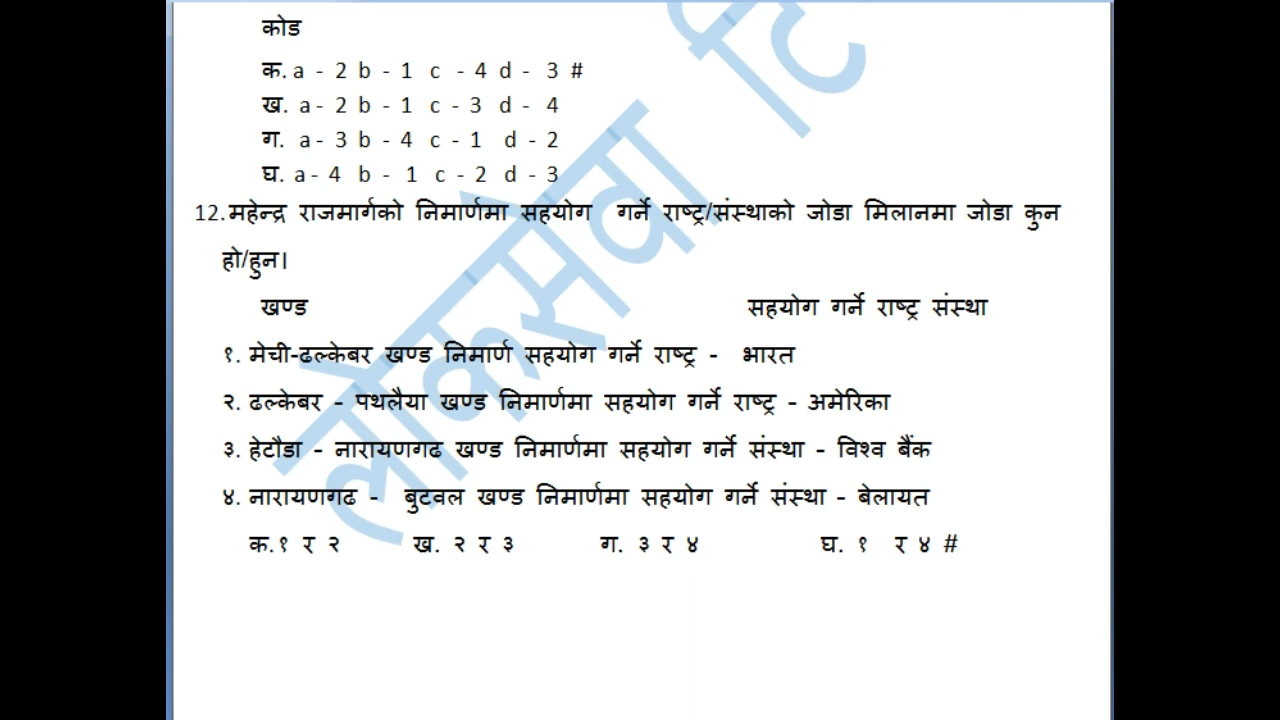 कोड
क. a - 2 b - 1 c - 4 d - 3 #
ख. a - 2 b - 1 c - 3 d - 4
ग. a - 3 b - 4 c - 1 d - 2
घ. a - 4 b - 1 c - 2 d - 3
12. महेन्द्र राजमार्गको निमार्णमा सहयोग गर्ने राष्ट्र/संस्थाको जोडा मिलानमा जोडा कुन
हो/हुन।
खण्ड सहयोग गर्ने राष्ट्र संस्था
१. मेची-ढल्केबर खण्ड निमार्ण सहयोग गर्ने राष्ट्र - भारत
२. ढल्केबर - पथलैया खण्ड निमार्णमा सहयोग गर्ने राष्ट्र - अमेरिका
३. हेटौडा - नारायणगढ खण्ड निमार्णमा सहयोग गर्ने संस्था - विश्व बैंक
४. नारायणगढ - बुटवल खण्ड निमार्णमा सहयोग गर्ने संस्था - बेलायत
क.१ र २ ख. २ र ३ ग. ३ र ४ घ. १ र ४ #
लोकसेवा टि